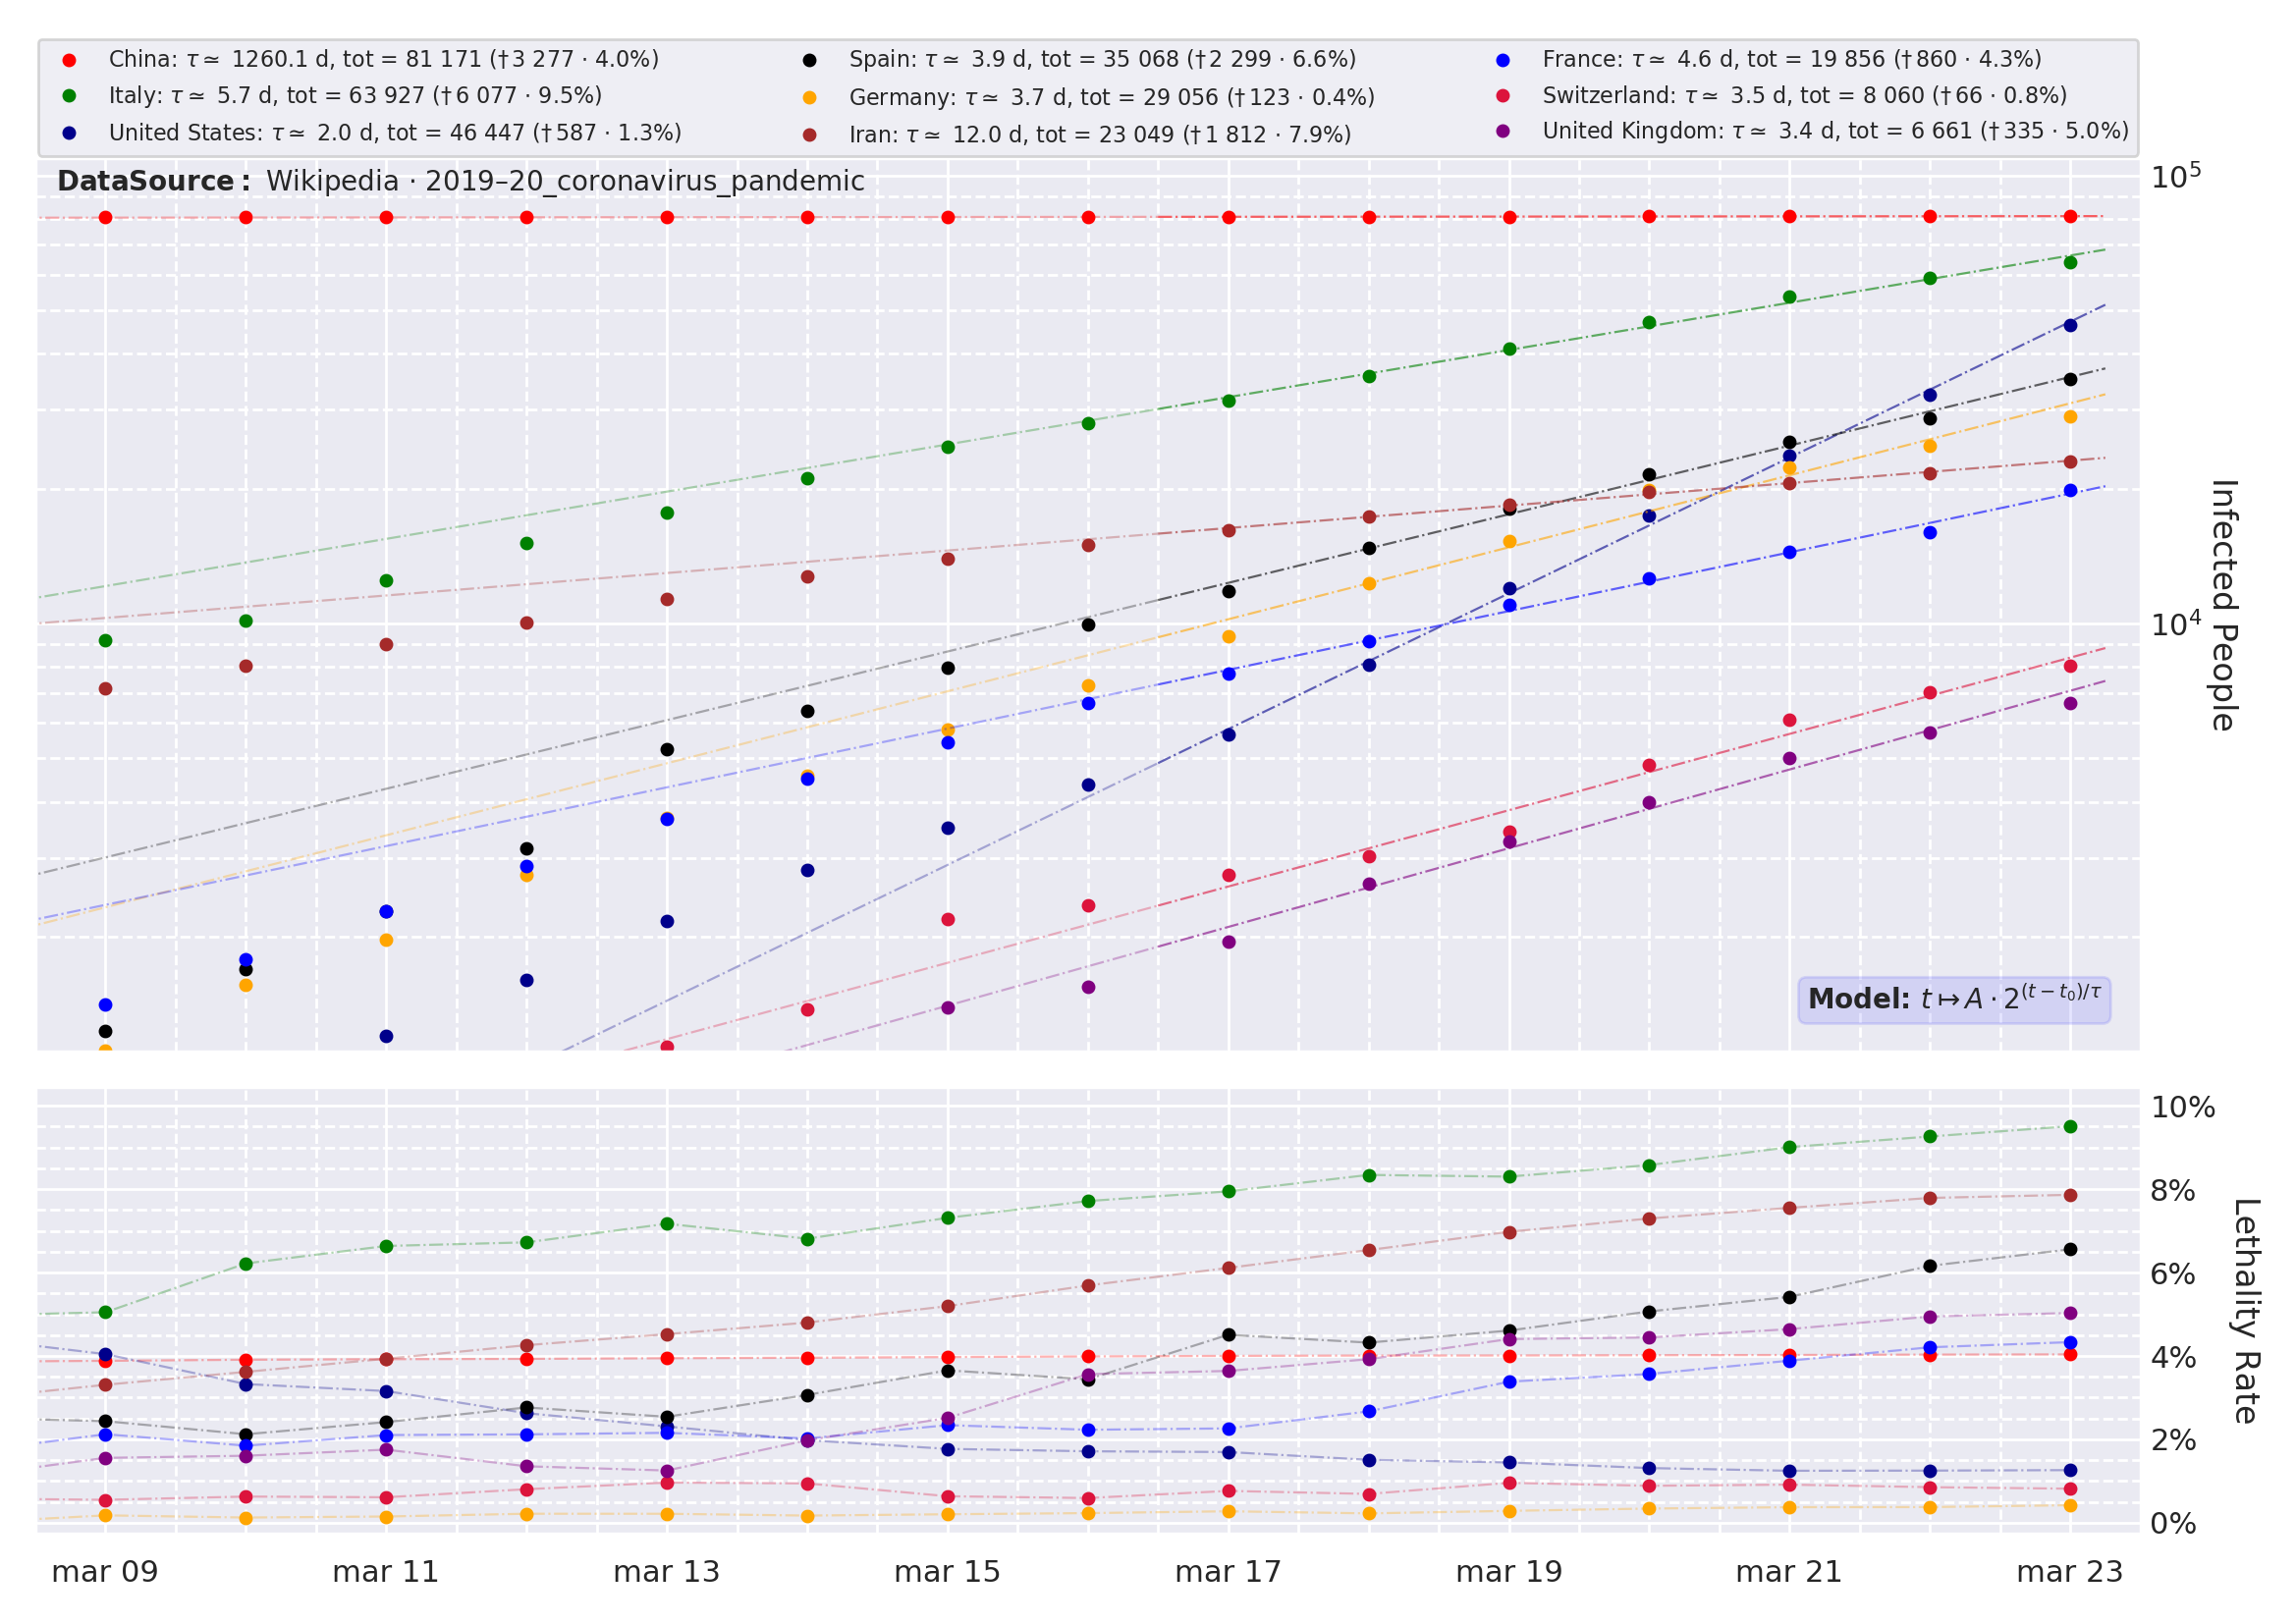 China: τ ≃ 1260.1 d, tot = 81 171 (†3 277 · 4.0%)
Italy: τ ≃ 5.7 d, tot = 63 927 (†6 077 · 9.5%)
United States: τ ≃ 2.0 d, tot = 46 447 (†587 · 1.3%)
Spain: τ ≃ 3.9 d, tot = 35 068 (†2 299 · 6.6%)
Germany: τ ≃ 3.7 d, tot = 29 056 (†123 · 0.4%)
Iran: τ ≃ 12.0 d, tot = 23 049 (†1 812 · 7.9%)
France: τ ≃ 4.6 d, tot = 19 856 (†860 · 4.3%)
Switzerland: τ ≃ 3.5 d, tot = 8 060 (†66 · 0.8%)
United Kingdom: τ ≃ 3.4 d, tot = 6 661 (†335 · 5.0%)
DataSource: Wikipedia · 2019–20_coronavirus_pandemic
10⁵
10⁴
Infected People
Model: t ↦ A · 2^{(t − t₀)/τ}
10%
8%
6%
4%
2%
0%
Lethality Rate
mar 09
mar 11
mar 13
mar 15
mar 17
mar 19
mar 21
mar 23